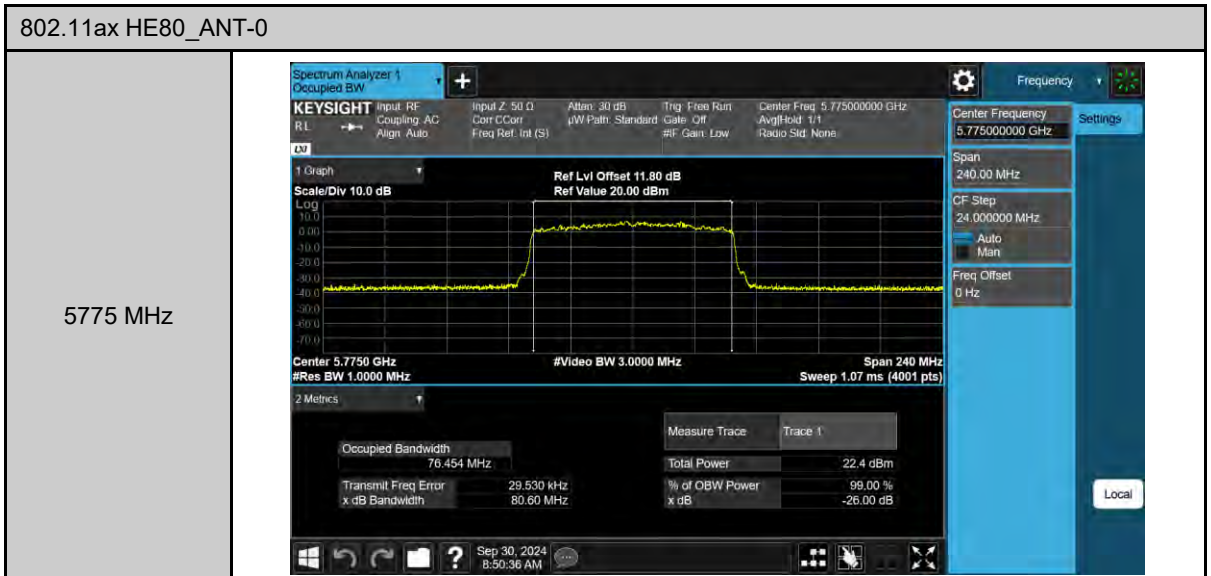 802.11ax HE80_ANT-0
5775 MHz
Spectrum Analyzer 1
Occupied BW
Frequency
KEYSIGHT Input: RF Input Z: 50 Ω Atten: 30 dB Trig: Free Run Center Freq: 5.775000000 GHz
RL Coupling: AC Corr CCorr µW Path: Standard Gate: Off Avg|Hold: 1/1
Align: Auto Freq Ref: Int (S) #IF Gain: Low Radio Std: None
LXI
1 Graph
Ref Lvl Offset 11.80 dB
Scale/Div 10.0 dB Ref Value 20.00 dBm
Log
10.0
0.00
-10.0
-20.0
-30.0
-40.0
-50.0
-60.0
-70.0
Center 5.7750 GHz #Video BW 3.0000 MHz Span 240 MHz
#Res BW 1.0000 MHz Sweep 1.07 ms (4001 pts)
2 Metrics
Measure Trace Trace 1
Occupied Bandwidth
76.454 MHz Total Power 22.4 dBm
Transmit Freq Error 29.530 kHz % of OBW Power 99.00 %
x dB Bandwidth 80.60 MHz x dB -26.00 dB
Center Frequency
5.775000000 GHz
Settings
Span
240.00 MHz
CF Step
24.000000 MHz
Auto
Man
Freq Offset
0 Hz
Local
? Sep 30, 2024
8:50:36 AM